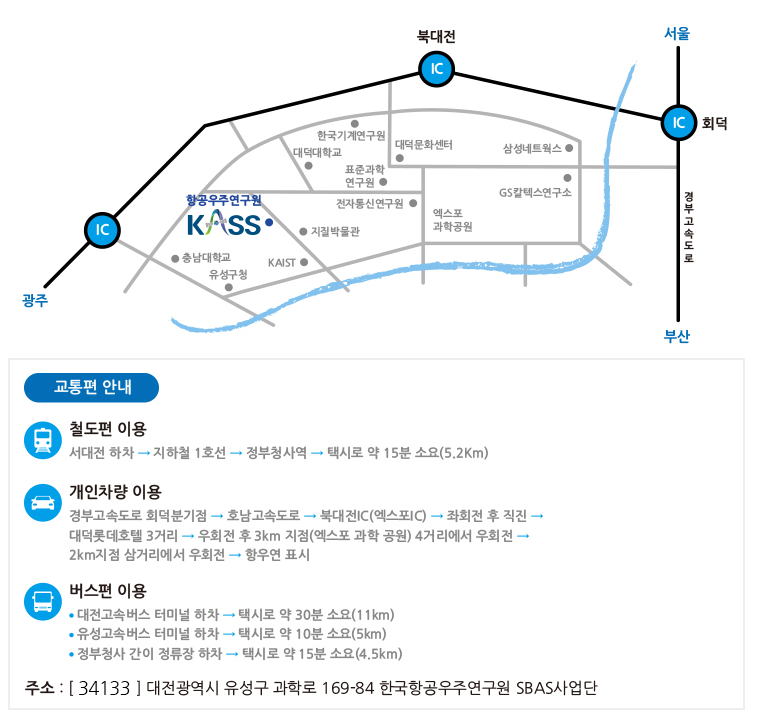 서울
북대전
IC
IC
회덕
한국기계연구원
대덕대학교
대덕문화센터
삼성네트웍스
표준과학
연구원
GS칼텍스연구소
항공우주연구원
KASS
전자통신연구원
엑스포
과학공원
경부고속도로
IC
지질박물관
충남대학교
KAIST
유성구청
광주
부산
교통편 안내
철도편 이용
서대전 하차 → 지하철 1호선 → 정부청사역 → 택시로 약 15분 소요(5.2Km)
개인차량 이용
경부고속도로 회덕분기점 → 호남고속도로 → 북대전IC(엑스포IC) → 좌회전 후 직진 →
대덕롯데호텔 3거리 → 우회전 후 3km 지점(엑스포 과학 공원) 4거리에서 우회전 →
2km지점 삼거리에서 우회전 → 항우연 표시
버스편 이용
• 대전고속버스 터미널 하차 → 택시로 약 30분 소요(11km)
• 유성고속버스 터미널 하차 → 택시로 약 10분 소요(5km)
• 정부청사 간이 정류장 하차 → 택시로 약 15분 소요(4.5km)
주소 : [ 34133 ] 대전광역시 유성구 과학로 169-84 한국항공우주연구원 SBAS사업단